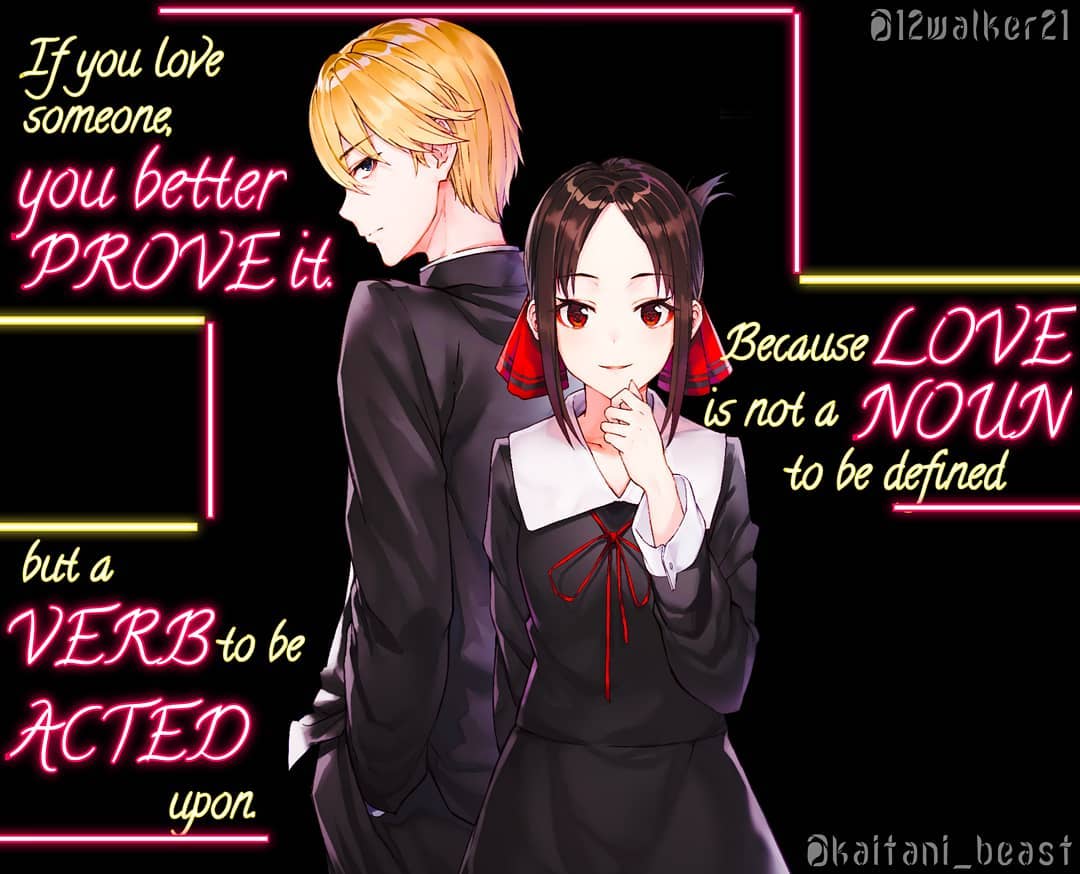 @12walker21
If you love
someone,
you better
PROVE it.
Because LOVE
is not a NOUN
to be defined
but a
VERB to be
ACTED
upon.
@kaitani_beast